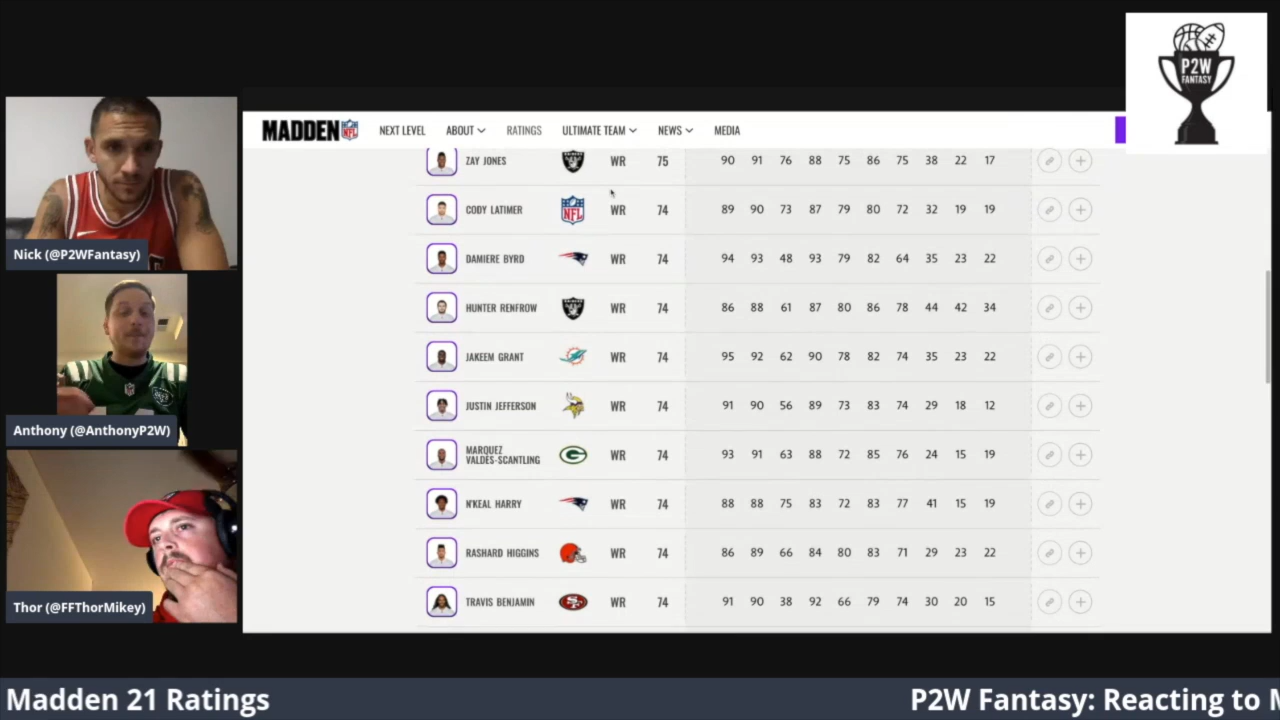 P2W
FANTASY
MADDEN NFL NEXT LEVEL ABOUT RATINGS ULTIMATE TEAM NEWS MEDIA
ZAY JONES WR 75 90 91 76 88 75 86 75 38 22 17
CODY LATIMER NFL WR 74 89 90 73 87 79 80 72 32 19 19
DAMIERE BYRD WR 74 94 93 48 93 79 82 64 35 23 22
HUNTER RENFROW WR 74 86 88 61 87 80 86 78 44 42 34
JAKEEM GRANT WR 74 95 92 62 90 78 82 74 35 23 22
JUSTIN JEFFERSON WR 74 91 90 56 89 73 83 74 29 18 12
MARQUEZ
VALDES-SCANTLING G WR 74 93 91 63 88 72 85 76 24 15 19
N'KEAL HARRY WR 74 88 88 75 83 72 83 77 41 15 19
RASHARD HIGGINS WR 74 86 89 66 84 80 83 71 29 23 22
TRAVIS BENJAMIN SF WR 74 91 90 38 92 66 79 74 30 20 15
Nick (@P2WFantasy)
Anthony (@AnthonyP2W)
Thor (@FFThorMikey)
Madden 21 Ratings P2W Fantasy: Reacting to M